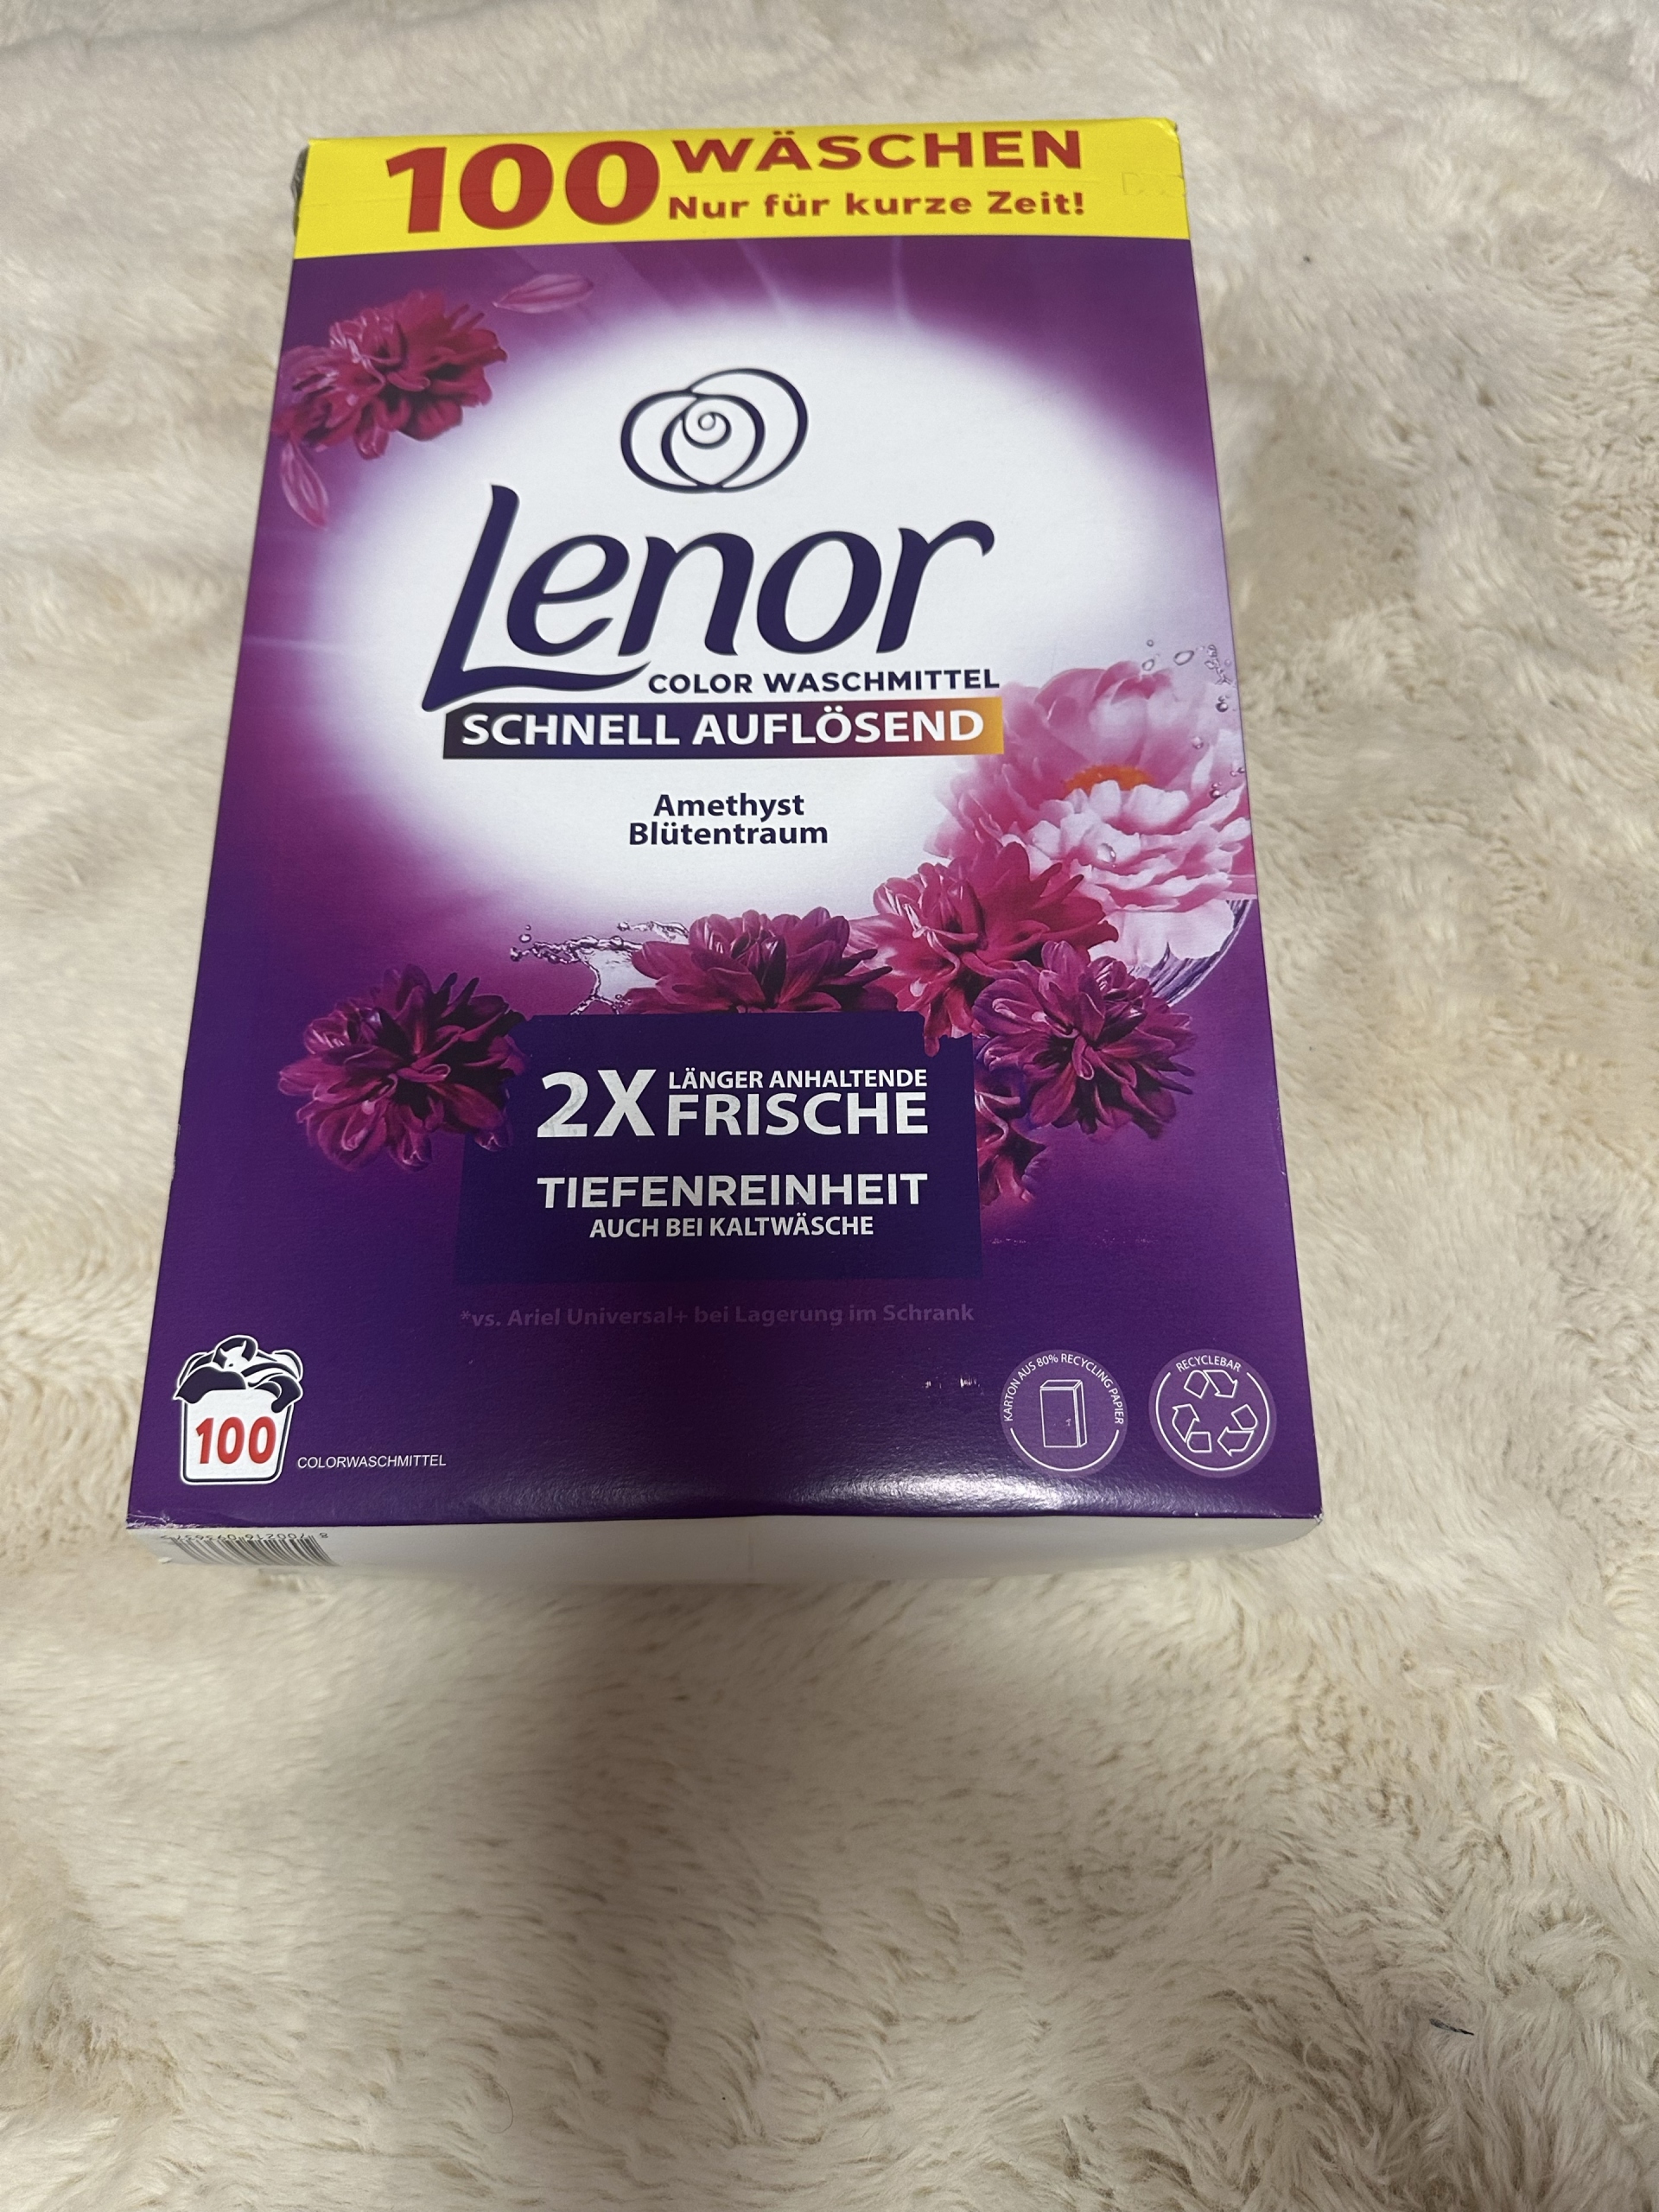 100 WÄSCHEN
Nur für kurze Zeit!
Lenor
COLOR WASCHMITTEL
SCHNELL AUFLÖSEND
Amethyst
Blütentraum
2X LÄNGER ANHALTENDE
FRISCHE
TIEFENREINHEIT
AUCH BEI KALTWÄSCHE
*vs. Ariel Universal+ bei Lagerung im Schrank
100
COLORWASCHMITTEL
KARTON AUS 80% RECYCLING PAPIER
RECYCLEBAR